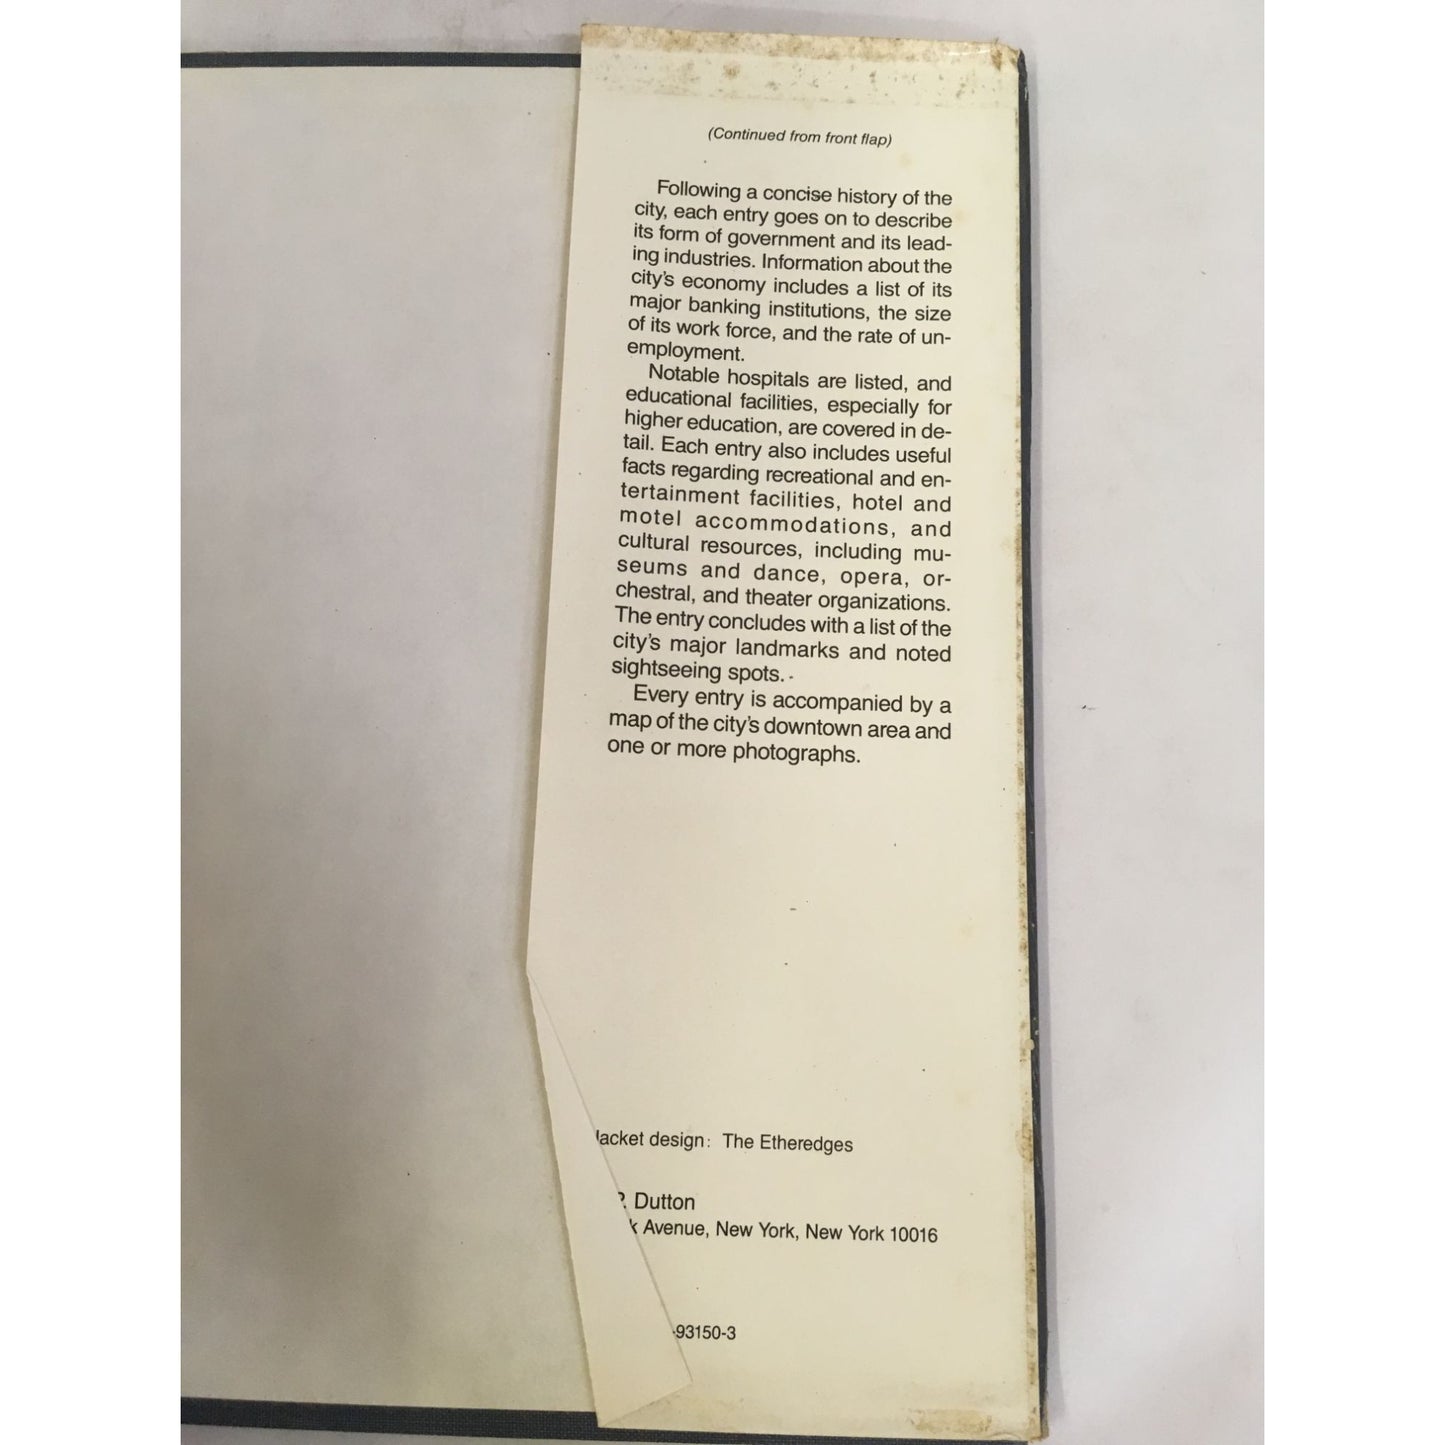 (Continued from front flap)
Following a concise history of the
city, each entry goes on to describe
its form of government and its lead-
ing industries. Information about the
city's economy includes a list of its
major banking institutions, the size
of its work force, and the rate of un-
employment.
Notable hospitals are listed, and
educational facilities, especially for
higher education, are covered in de-
tail. Each entry also includes useful
facts regarding recreational and en-
tertainment facilities, hotel and
motel accommodations, and
cultural resources, including mu-
seums and dance, opera, or-
chestral, and theater organizations.
The entry concludes with a list of the
city's major landmarks and noted
sightseeing spots.
Every entry is accompanied by a
map of the city's downtown area and
one or more photographs.
Jacket design: The Etheredges
P. Dutton
k Avenue, New York, New York 10016
-93150-3